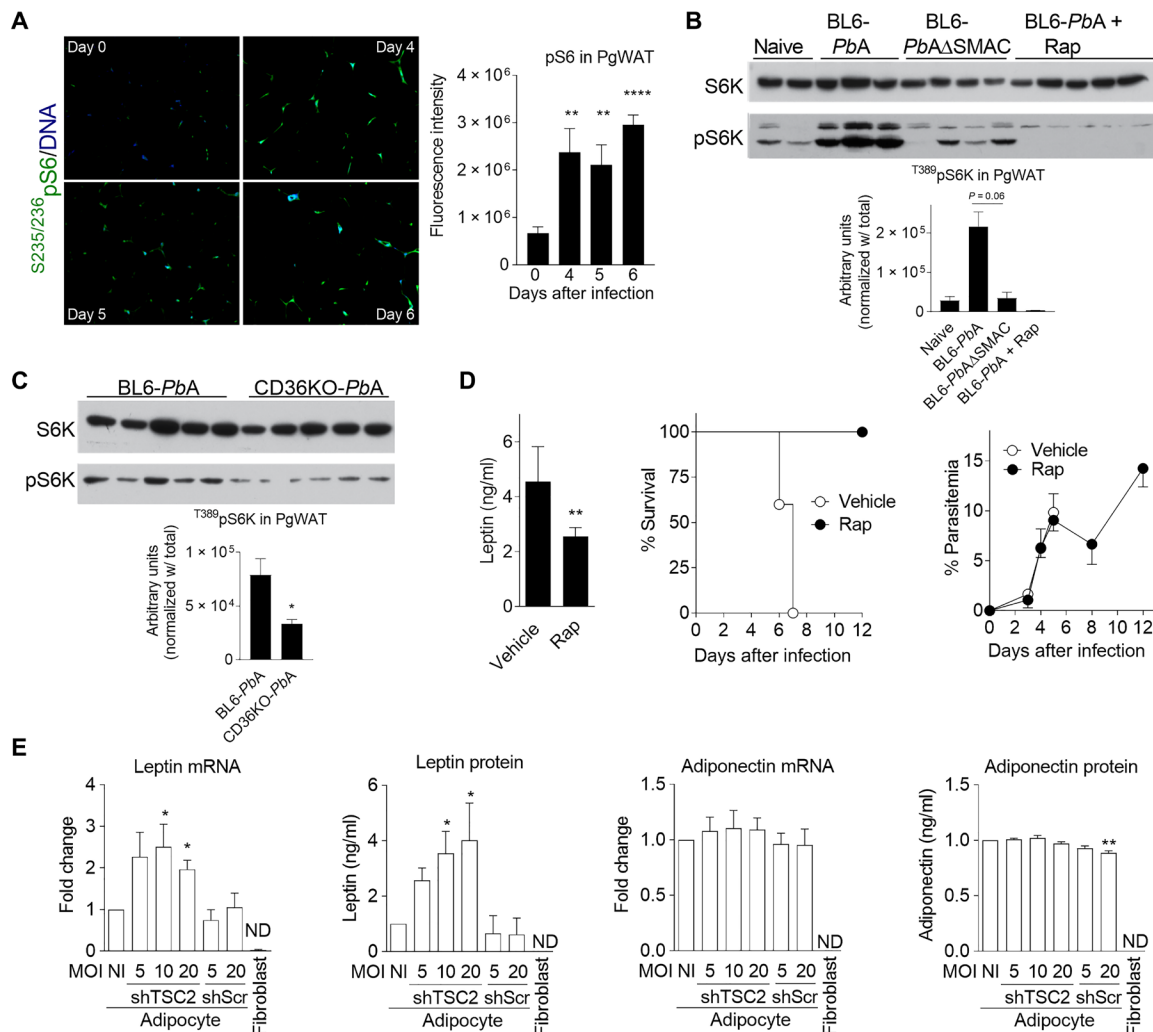 A
S235/236pS6/DNA
Day 0
Day 4
Day 5
Day 6
pS6 in PgWAT
Fluorescence intensity
4 × 10⁶
3 × 10⁶
2 × 10⁶
1 × 10⁶
0
** ** ****
0 4 5 6
Days after infection
B
Naive
BL6-
PbA
BL6-
PbAΔSMAC
BL6-PbA +
Rap
S6K
pS6K
T389pS6K in PgWAT
P = 0.06
Arbitrary units
(normalized w/ total)
2 × 10⁵
1 × 10⁵
0
Naive
BL6-PbA
BL6-PbAΔSMAC
BL6-PbA + Rap
C
BL6-PbA
CD36KO-PbA
S6K
pS6K
T389pS6K in PgWAT
Arbitrary units
(normalized w/ total)
1 × 10⁵
5 × 10⁴
0
*
BL6-PbA
CD36KO-PbA
D
Leptin (ng/ml)
6
4
2
0
**
Vehicle
Rap
% Survival
100
75
50
25
0
Vehicle
Rap
0 2 4 6 8 10 12
Days after infection
% Parasitemia
15
10
5
0
Vehicle
Rap
0 2 4 6 8 10 12
Days after infection
E
Leptin mRNA
Fold change
4
3
2
1
0
* *
ND
MOI NI 5 10 20 5 20
shTSC2 shScr
Adipocyte
Fibroblast
Leptin protein
Leptin (ng/ml)
6
4
2
0
* *
ND
MOI NI 5 10 20 5 20
shTSC2 shScr
Adipocyte
Fibroblast
Adiponectin mRNA
Fold change
1.5
1.0
0.5
0.0
ND
MOI NI 5 10 20 5 20
shTSC2 shScr
Adipocyte
Fibroblast
Adiponectin protein
Adiponectin (ng/ml)
1.5
1.0
0.5
0.0
**
ND
MOI NI 5 10 20 5 20
shTSC2 shScr
Adipocyte
Fibroblast